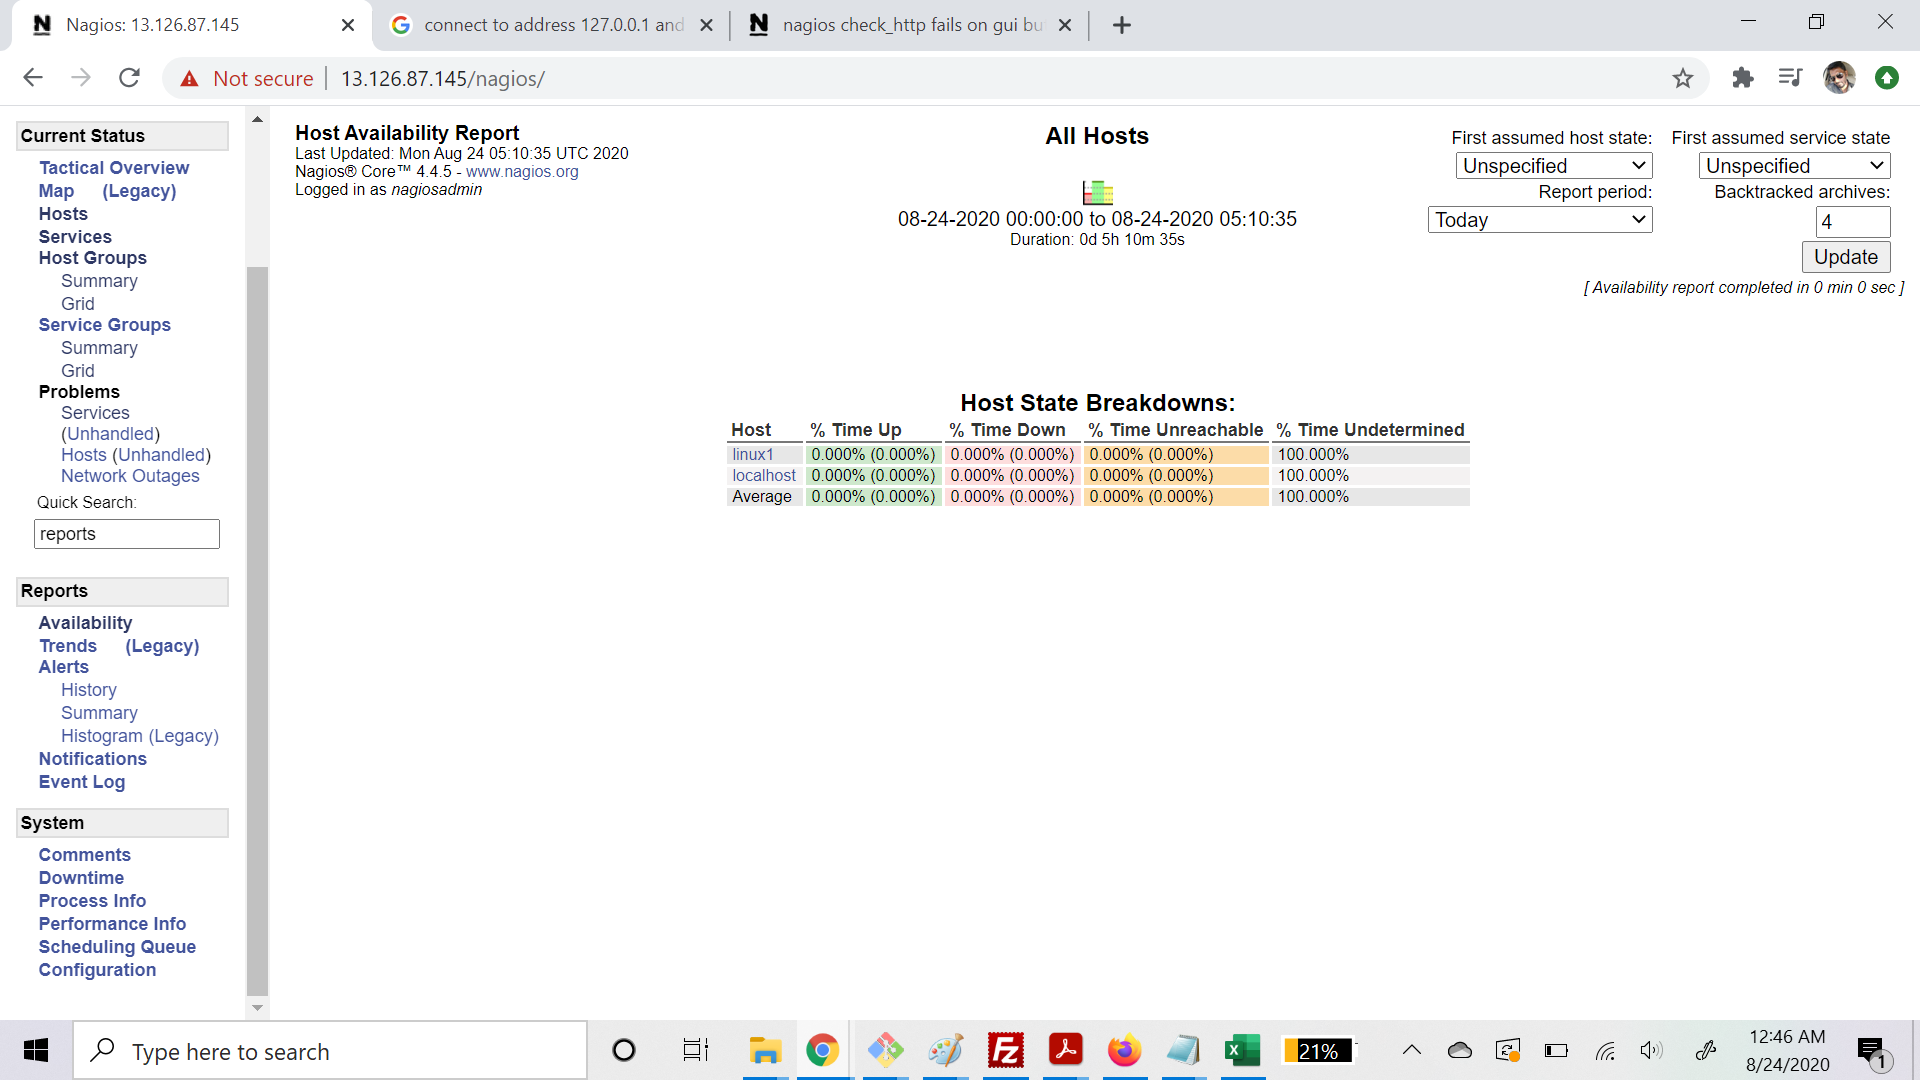 Nagios: 13.126.87.145
connect to address 127.0.0.1 and
nagios check_http fails on gui bu
Not secure
13.126.87.145/nagios/
Current Status
Tactical Overview
Map (Legacy)
Hosts
Services
Host Groups
Summary
Grid
Service Groups
Summary
Grid
Problems
Services
(Unhandled)
Hosts (Unhandled)
Network Outages
Quick Search:
reports
Reports
Availability
Trends (Legacy)
Alerts
History
Summary
Histogram (Legacy)
Notifications
Event Log
System
Comments
Downtime
Process Info
Performance Info
Scheduling Queue
Configuration
Host Availability Report
Last Updated: Mon Aug 24 05:10:35 UTC 2020
Nagios® Core™ 4.4.5 - www.nagios.org
Logged in as nagiosadmin
All Hosts
08-24-2020 00:00:00 to 08-24-2020 05:10:35
Duration: 0d 5h 10m 35s
First assumed host state: First assumed service state
Unspecified Unspecified
Report period: Backtracked archives:
Today 4
Update
[ Availability report completed in 0 min 0 sec ]
Host State Breakdowns:
Host % Time Up % Time Down % Time Unreachable % Time Undetermined
linux1 0.000% (0.000%) 0.000% (0.000%) 0.000% (0.000%) 100.000%
localhost 0.000% (0.000%) 0.000% (0.000%) 0.000% (0.000%) 100.000%
Average 0.000% (0.000%) 0.000% (0.000%) 0.000% (0.000%) 100.000%
Type here to search
21%
12:46 AM
8/24/2020
1